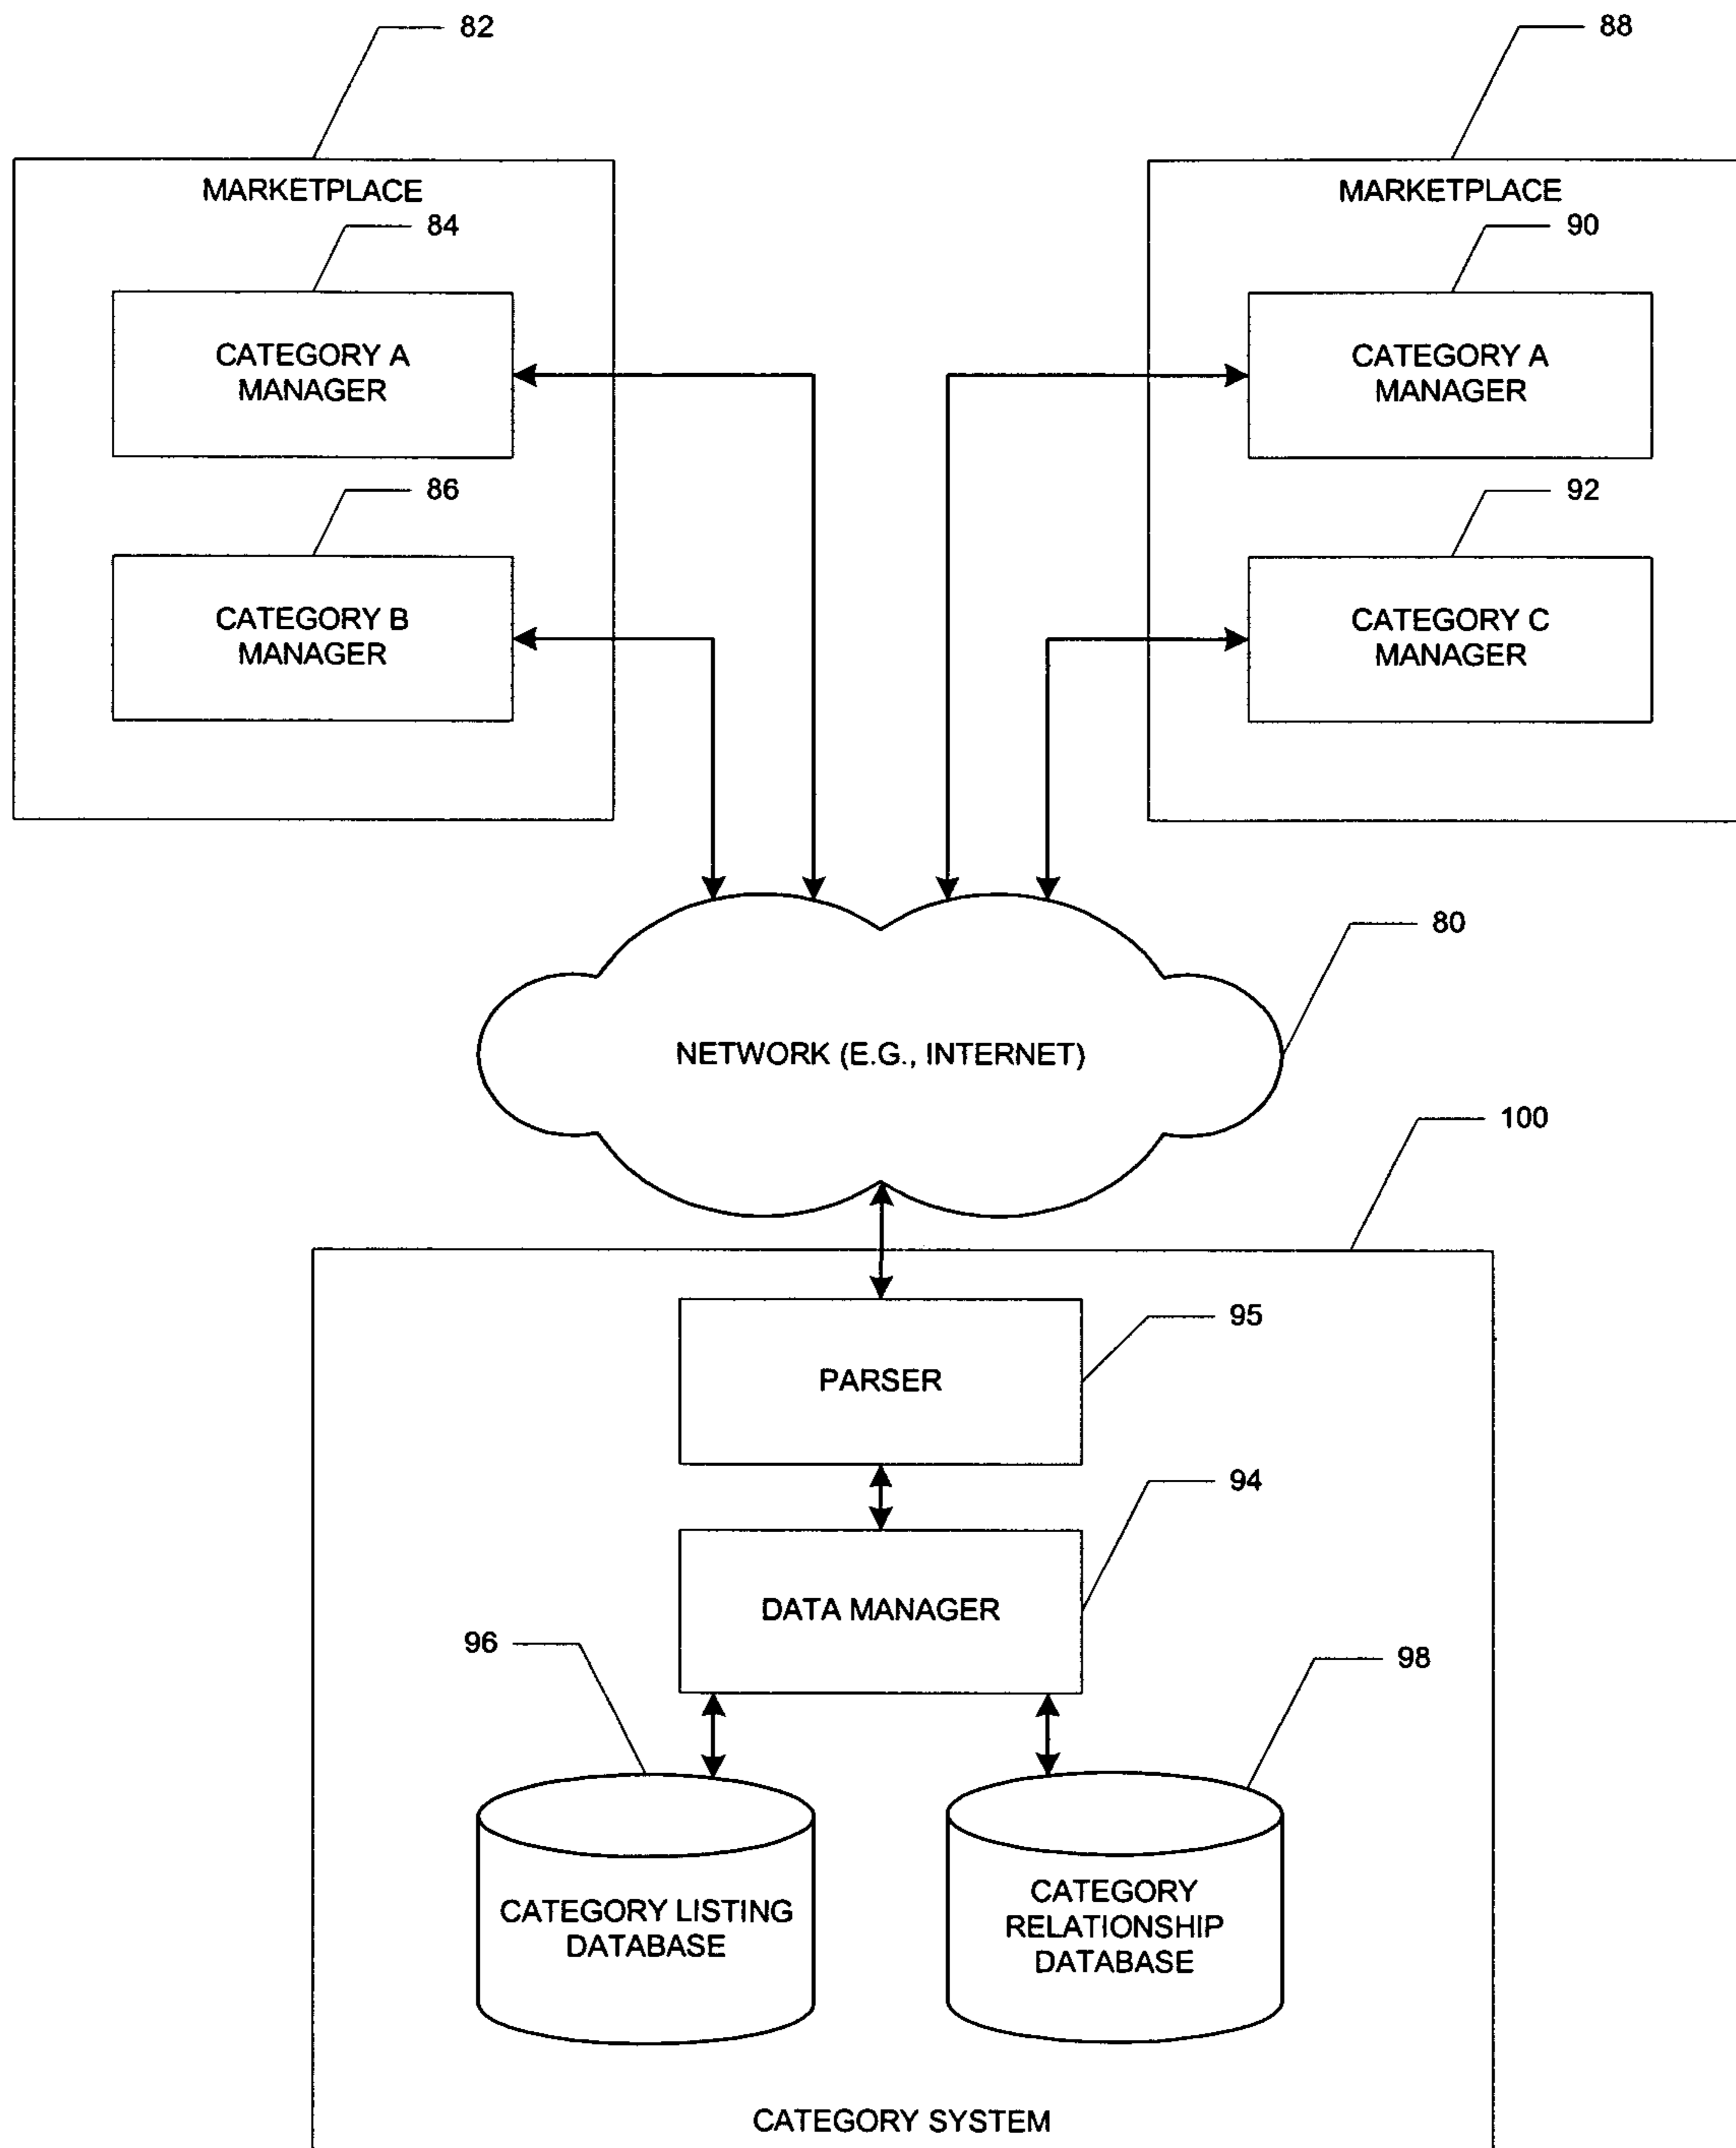 82
88
MARKETPLACE
MARKETPLACE
84
90
CATEGORY A
MANAGER
CATEGORY A
MANAGER
86
92
CATEGORY B
MANAGER
CATEGORY C
MANAGER
80
NETWORK (E.G., INTERNET)
100
95
PARSER
94
DATA MANAGER
96
98
CATEGORY LISTING
DATABASE
CATEGORY
RELATIONSHIP
DATABASE
CATEGORY SYSTEM